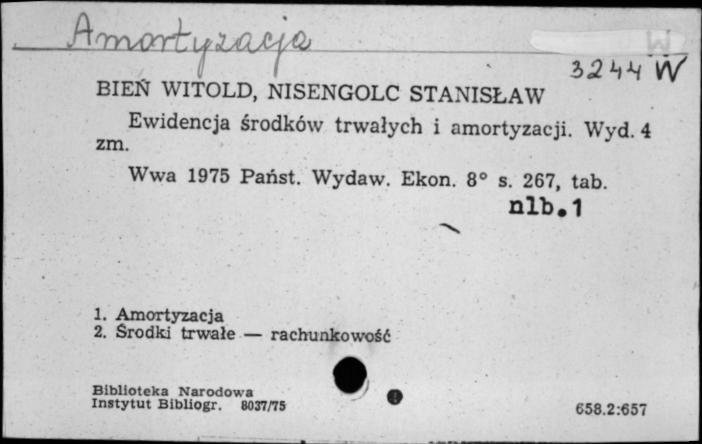 Amortyzacja
W
3244 W
BIEŃ WITOLD, NISENGOLC STANISŁAW
Ewidencja środków trwałych i amortyzacji. Wyd. 4
zm.
Wwa 1975 Państ. Wydaw. Ekon. 8° s. 267, tab.
nlb.1
1. Amortyzacja
2. Środki trwałe — rachunkowość
Biblioteka Narodowa
Instytut Bibliogr. 8037/75
658.2:657